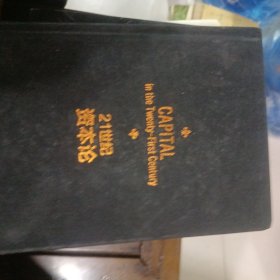 CAPITAL
in the Twenty-First Century
21世纪
资本论